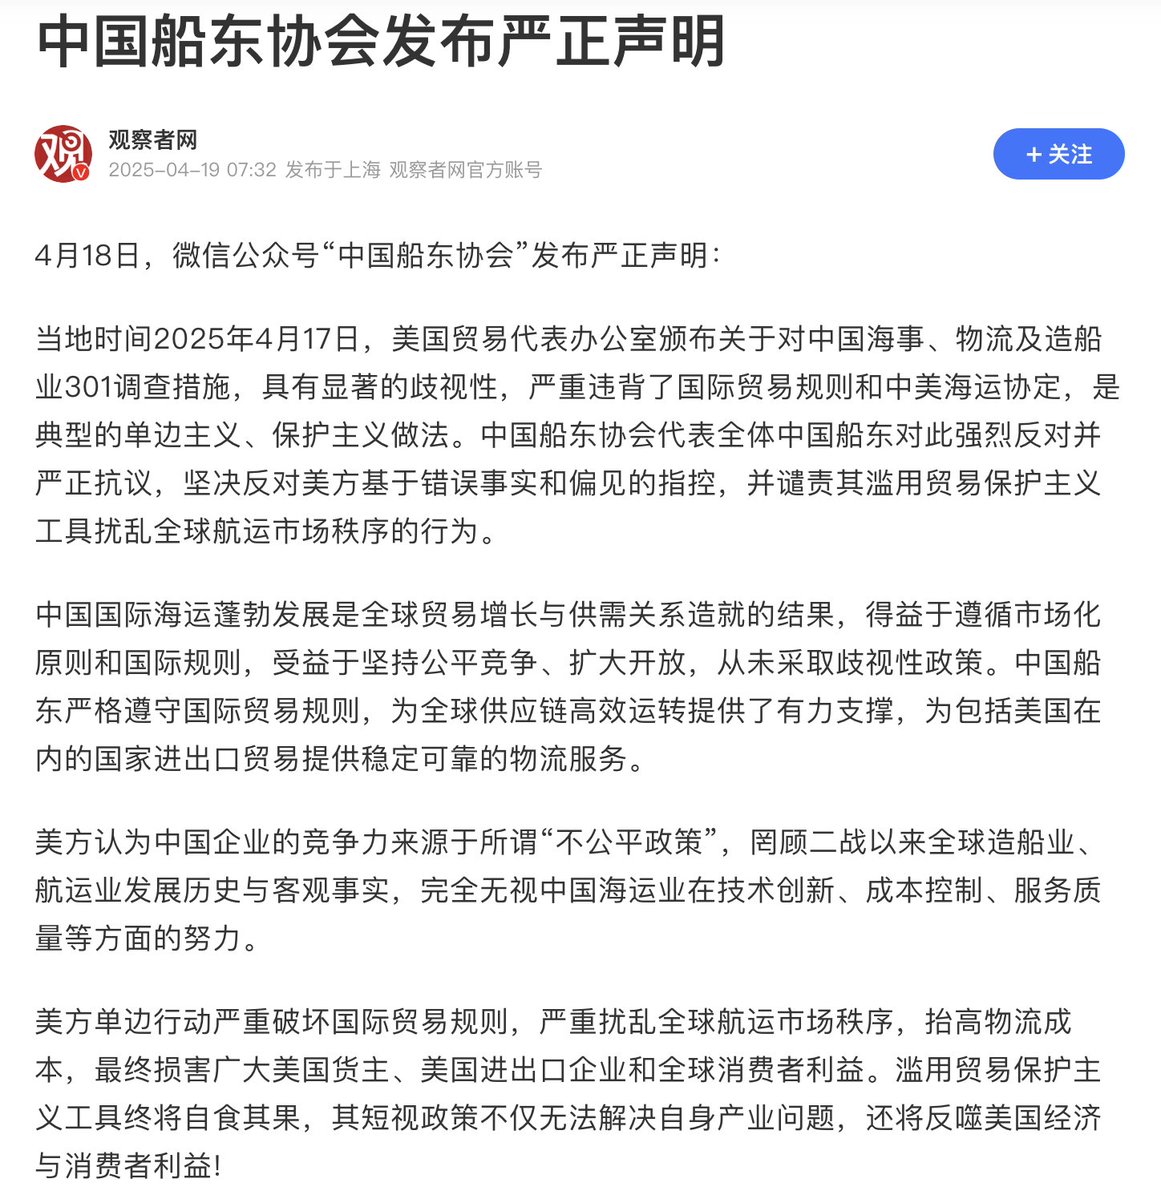 中国船东协会发布严正声明
观察者网
2025-04-19 07:32 发布于上海 观察者网官方账号
+ 关注
4月18日，微信公众号“中国船东协会”发布严正声明：
当地时间2025年4月17日，美国贸易代表办公室颁布关于对中国海事、物流及造船
业301调查措施，具有显著的歧视性，严重违背了国际贸易规则和中美海运协定，是
典型的单边主义、保护主义做法。中国船东协会代表全体中国船东对此强烈反对并
严正抗议，坚决反对美方基于错误事实和偏见的指控，并谴责其滥用贸易保护主义
工具扰乱全球航运市场秩序的行为。
中国国际海运蓬勃发展是全球贸易增长与供需关系造就的结果，得益于遵循市场化
原则和国际规则，受益于坚持公平竞争、扩大开放，从未采取歧视性政策。中国船
东严格遵守国际贸易规则，为全球供应链高效运转提供了有力支撑，为包括美国在
内的国家进出口贸易提供稳定可靠的物流服务。
美方认为中国企业的竞争力来源于所谓“不公平政策”，罔顾二战以来全球造船业、
航运业发展历史与客观事实，完全无视中国海运业在技术创新、成本控制、服务质
量等方面的努力。
美方单边行动严重破坏国际贸易规则，严重扰乱全球航运市场秩序，抬高物流成
本，最终损害广大美国货主、美国进出口企业和全球消费者利益。滥用贸易保护主
义工具终将自食其果，其短视政策不仅无法解决自身产业问题，还将反噬美国经济
与消费者利益!